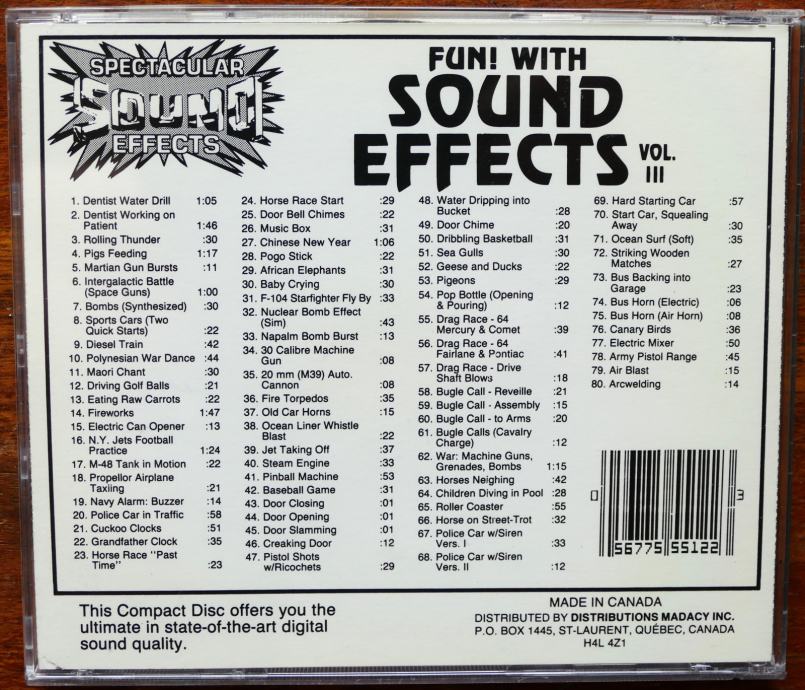 SPECTACULAR
SOUND
EFFECTS
FUN! WITH
SOUND
EFFECTS VOL.
III
1. Dentist Water Drill 1:05
2. Dentist Working on
Patient 1:46
3. Rolling Thunder :30
4. Pigs Feeding 1:17
5. Martian Gun Bursts :11
6. Intergalactic Battle
(Space Guns) 1:00
7. Bombs (Synthesized) :30
8. Sports Cars (Two
Quick Starts) :22
9. Diesel Train :42
10. Polynesian War Dance :44
11. Maori Chant :30
12. Driving Golf Balls :21
13. Eating Raw Carrots :22
14. Fireworks 1:47
15. Electric Can Opener :13
16. N.Y. Jets Football
Practice 1:24
17. M-48 Tank in Motion :22
18. Propellor Airplane
Taxiing :21
19. Navy Alarm: Buzzer :14
20. Police Car in Traffic :58
21. Cuckoo Clocks :51
22. Grandfather Clock :35
23. Horse Race "Past
Time" :23
24. Horse Race Start :29
25. Door Bell Chimes :22
26. Music Box :31
27. Chinese New Year 1:06
28. Pogo Stick :22
29. African Elephants :31
30. Baby Crying :30
31. F-104 Starfighter Fly By :33
32. Nuclear Bomb Effect
(Sim) :43
33. Napalm Bomb Burst :13
34. 30 Calibre Machine
Gun :08
35. 20 mm (M39) Auto.
Cannon :08
36. Fire Torpedos :35
37. Old Car Horns :15
38. Ocean Liner Whistle
Blast :22
39. Jet Taking Off :37
40. Steam Engine :33
41. Pinball Machine :53
42. Baseball Game :31
43. Door Closing :01
44. Door Opening :01
45. Door Slamming :01
46. Creaking Door :12
47. Pistol Shots
w/Ricochets :29
48. Water Dripping into
Bucket :28
49. Door Chime :20
50. Dribbling Basketball :31
51. Sea Gulls :30
52. Geese and Ducks :22
53. Pigeons :29
54. Pop Bottle (Opening
& Pouring) :12
55. Drag Race - 64
Mercury & Comet :39
56. Drag Race - 64
Fairlane & Pontiac :41
57. Drag Race - Drive
Shaft Blows :18
58. Bugle Call - Reveille :21
59. Bugle Call - Assembly :15
60. Bugle Call - to Arms :20
61. Bugle Calls (Cavalry
Charge) :12
62. War: Machine Guns,
Grenades, Bombs 1:15
63. Horses Neighing :42
64. Children Diving in Pool :28
65. Roller Coaster :55
66. Horse on Street-Trot :32
67. Police Car w/Siren
Vers. I :33
68. Police Car w/Siren
Vers. II :12
69. Hard Starting Car :57
70. Start Car, Squealing
Away :30
71. Ocean Surf (Soft) :35
72. Striking Wooden
Matches :27
73. Bus Backing into
Garage :23
74. Bus Horn (Electric) :06
75. Bus Horn (Air Horn) :08
76. Canary Birds :36
77. Electric Mixer :50
78. Army Pistol Range :45
79. Air Blast :15
80. Arcwelding :14
0 56775 55122 3
This Compact Disc offers you the
ultimate in state-of-the-art digital
sound quality.
MADE IN CANADA
DISTRIBUTED BY DISTRIBUTIONS MADACY INC.
P.O. BOX 1445, ST-LAURENT, QUÉBEC, CANADA
H4L 4Z1